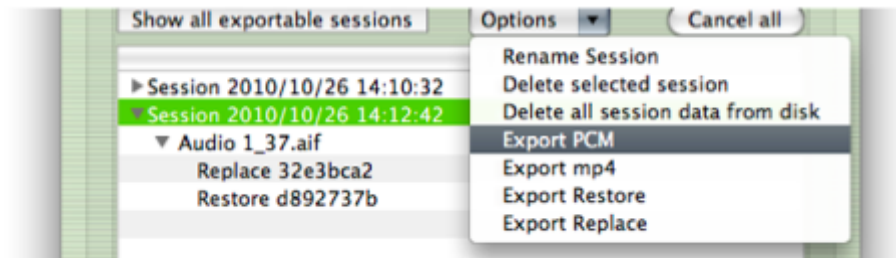 Show all exportable sessions
Options
Cancel all
Session 2010/10/26 14:10:32
Session 2010/10/26 14:12:42
Audio 1_37.aif
Replace 32e3bca2
Restore d892737b
Rename Session
Delete selected session
Delete all session data from disk
Export PCM
Export mp4
Export Restore
Export Replace